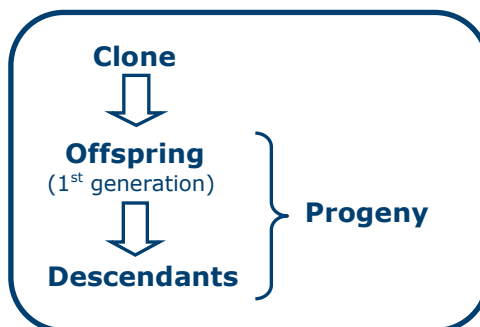 Clone
Offspring
(1st generation)
Progeny
Descendants